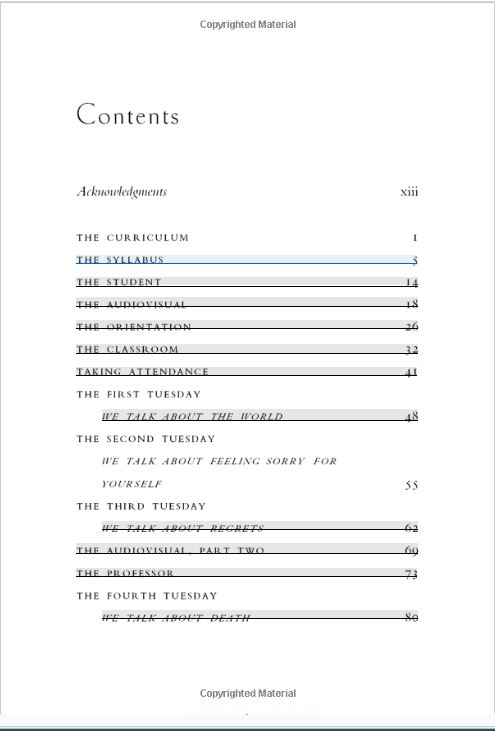 Copyrighted Material
Contents
Acknowledgments xiii
THE CURRICULUM 1
THE SYLLABUS 5
THE STUDENT 14
THE AUDIOVISUAL 18
THE ORIENTATION 26
THE CLASSROOM 32
TAKING ATTENDANCE 41
THE FIRST TUESDAY
WE TALK ABOUT THE WORLD 48
THE SECOND TUESDAY
WE TALK ABOUT FEELING SORRY FOR
YOURSELF 55
THE THIRD TUESDAY
WE TALK ABOUT REGRETS 62
THE AUDIOVISUAL, PART TWO 69
THE PROFESSOR 73
THE FOURTH TUESDAY
WE TALK ABOUT DEATH 80
Copyrighted Material